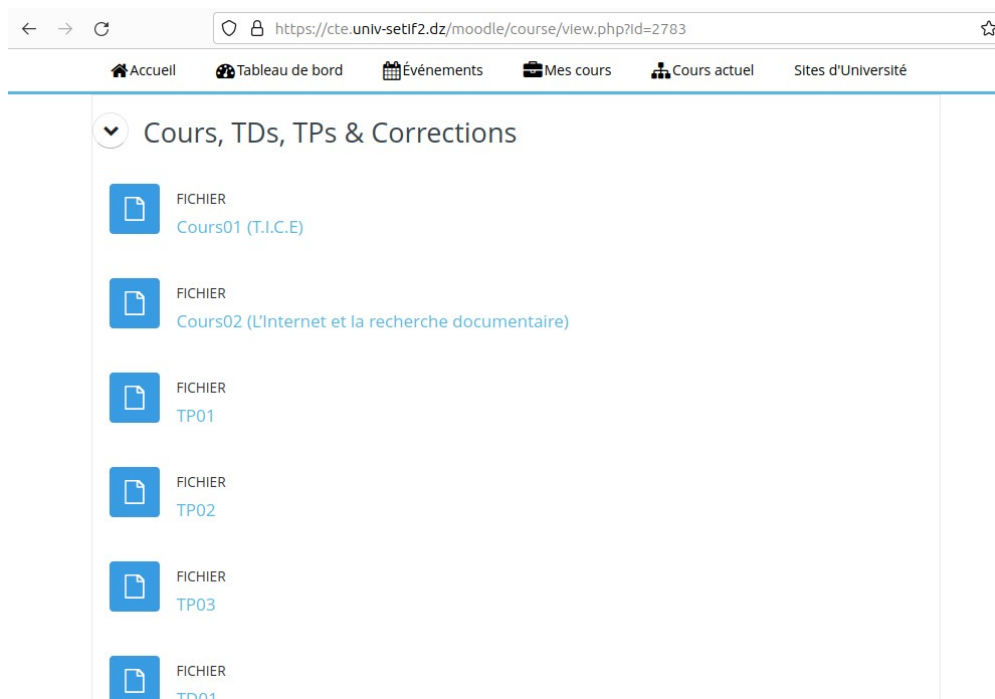 https://cte.univ-setif2.dz/moodle/course/view.php?id=2783
Accueil Tableau de bord Événements Mes cours Cours actuel Sites d'Université
Cours, TDs, TPs & Corrections
FICHIER
Cours01 (T.I.C.E)
FICHIER
Cours02 (L’Internet et la recherche documentaire)
FICHIER
TP01
FICHIER
TP02
FICHIER
TP03
FICHIER
TD01